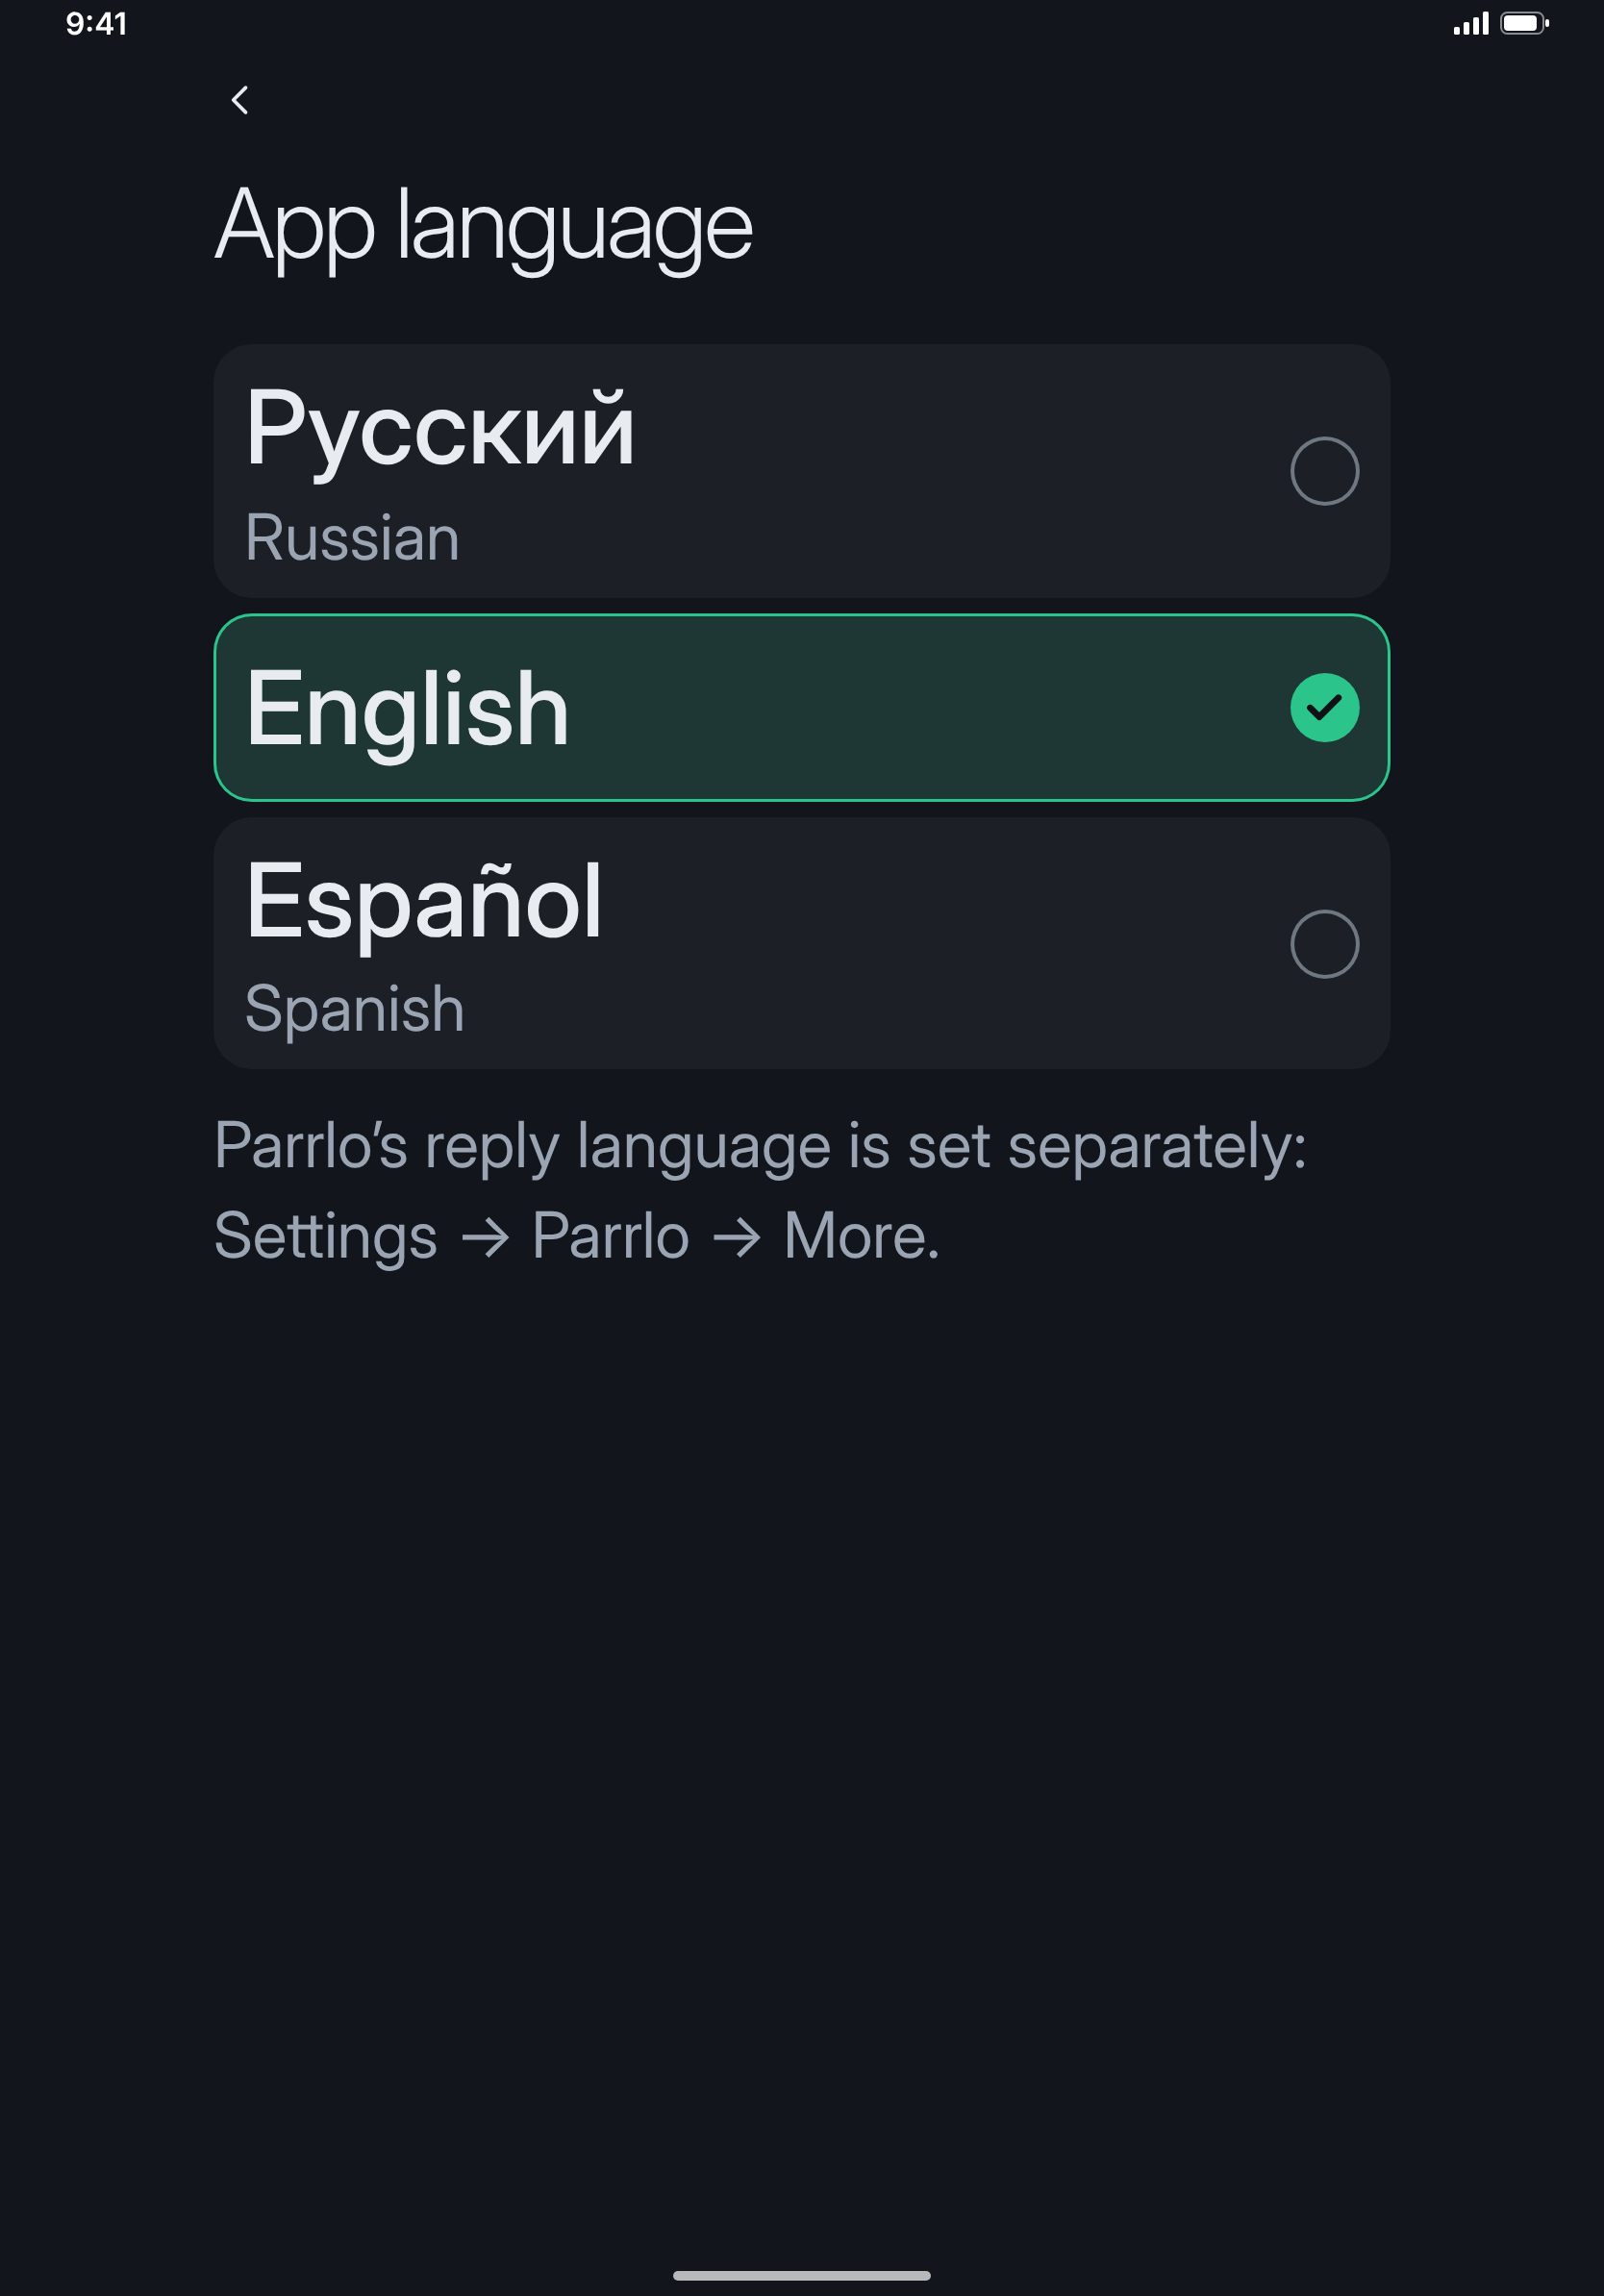 9:41
App language
Русский
Russian
English
Español
Spanish
Parrlo’s reply language is set separately:
Settings → Parrlo → More.